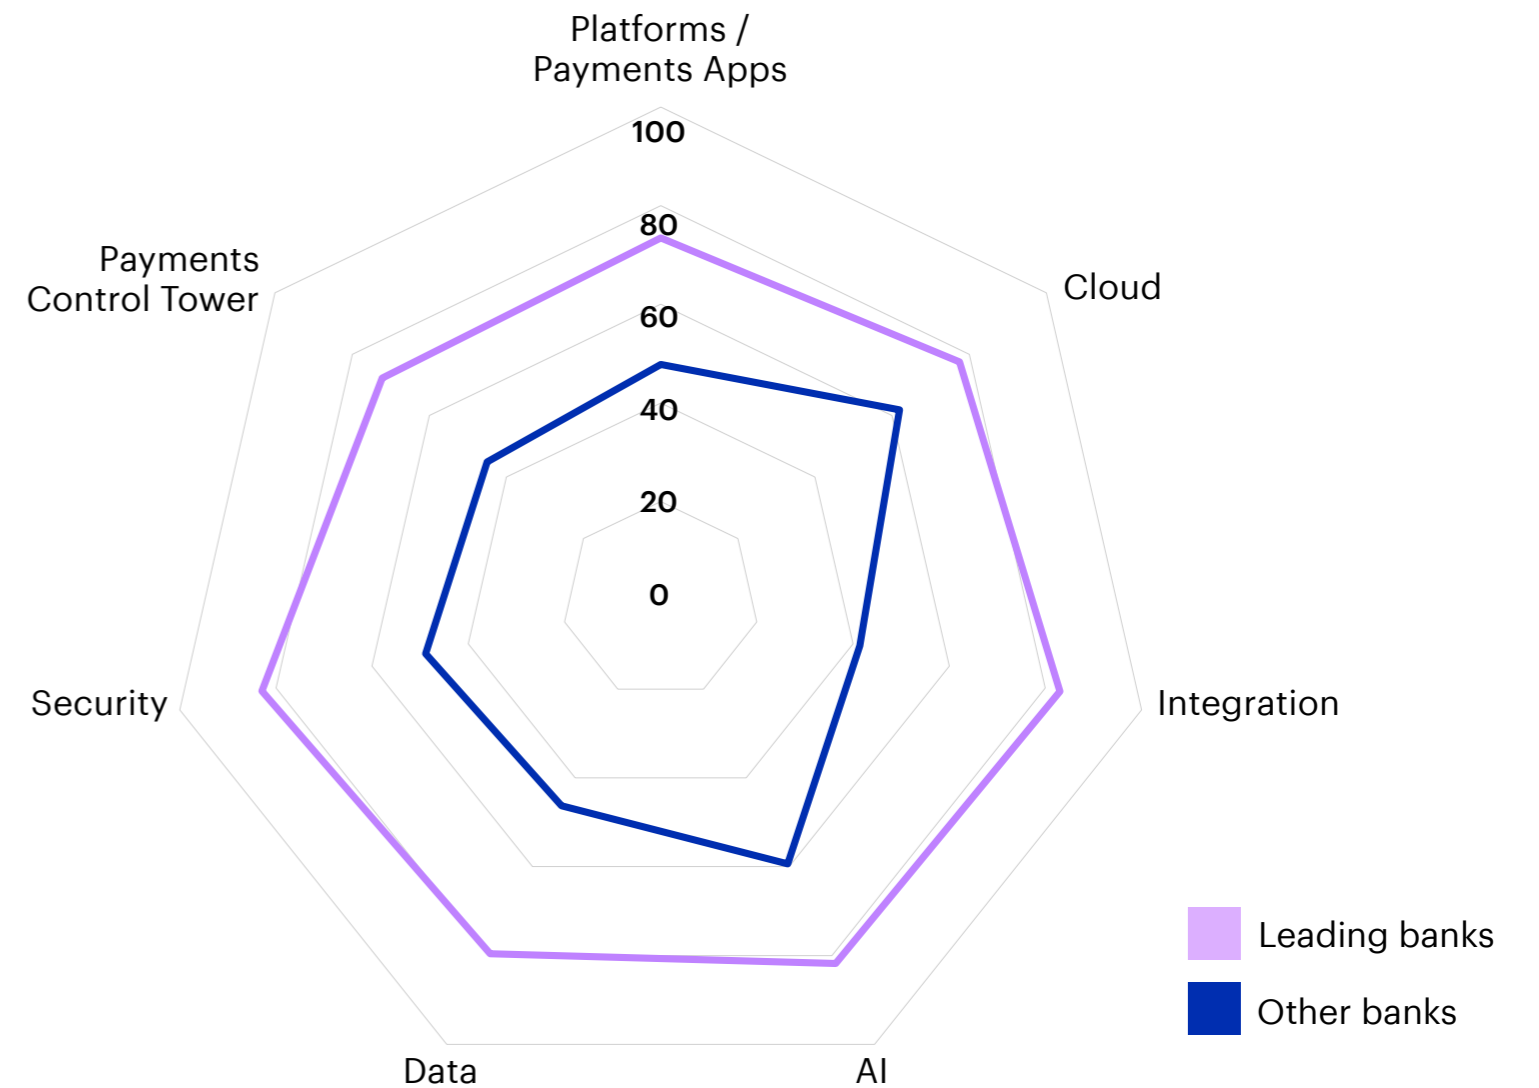 Platforms /
Payments Apps
100
80
60
40
20
0
Cloud
Integration
AI
Data
Security
Payments
Control Tower
Leading banks
Other banks